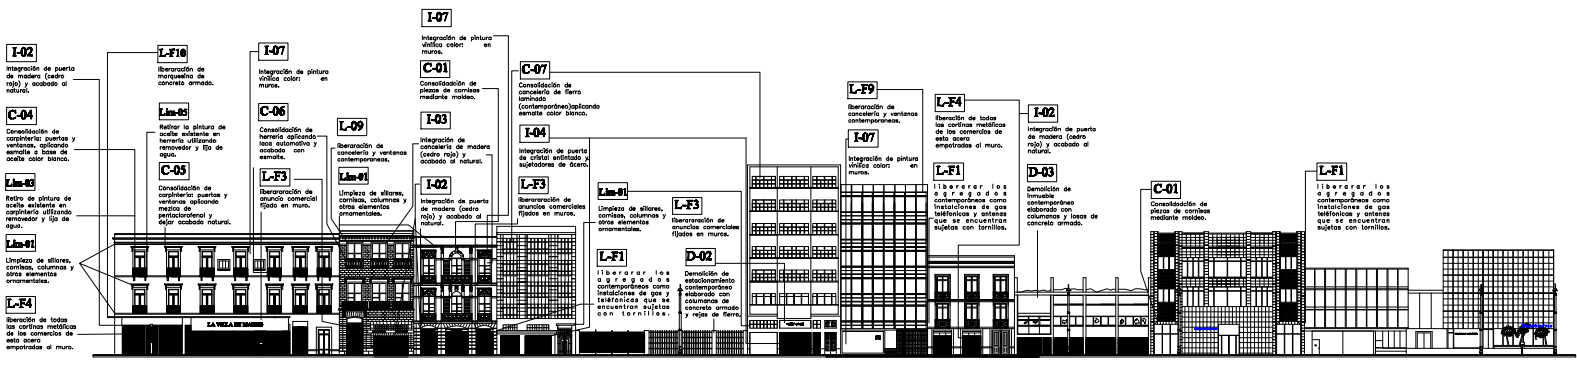 I-02
Integración de puerta
de madera (cedro
rojo) y acabado al
natural.
C-04
Consolidación de
carpintería: puertas y
ventanas, aplicando
esmalte a base de
aceite color blanco.
Lim-03
Retiro de pintura de
aceite existente en
carpintería utilizando
removedor y lija de
agua.
Lim-01
Limpieza de sillares,
cornisas, columnas y
otros elementos
ornamentales.
L-F4
liberación de todas
las cortinas metálicas
de los comercios de
esta acera
empotradas al muro.
L-F10
liberaración de
marquesina de
concreto armado.
Lim-05
Retirar la pintura de
aceite existente en
herrería utilizando
removedor y lija de
agua.
C-05
Consolidación de
carpintería: puertas y
ventanas aplicando
mezcla de
pentaclorofenol y
dejar acabado natural.
I-07
Integración de pintura
vinílica color: en
muros.
C-06
Consolidación de
herrería aplicando
laca automotiva y
acabado con
esmalte.
L-F3
liberararación de
anuncio comercial
fijado en muro.
L-09
liberaración de
cancelería y ventanas
contemporaneas.
Lim-01
Limpieza de sillares,
cornisas, columnas y
otros elementos
ornamentales.
I-07
Integración de pintura
vinílica color: en
muros.
C-01
Consolidadción de
piezas de cornisas
mediante moldeo.
I-03
Integración de
cancelería de madera
(cedro rojo) y
acabado al natural.
I-02
Integración de puerta
de madera (cedro
rojo) y acabado al
natural.
C-07
Consolidación de
cancelería de fierro
laminado
(contemporáneo)aplicando
esmalte color blanco.
I-04
Integración de puerta
de cristal entintado y
sujetadores de ácero.
L-F3
liberararación de
anuncios comerciales
fijados en muros.
Lim-01
Limpieza de sillares,
cornisas, columnas y
otros elementos
ornamentales.
L-F1
liberarar los
agregados
contemporáneos como
instalciones de gas y
teléfonicas que se
encuentran sujetas
con tornillos.
L-F3
liberararación de
anuncios comerciales
fijados en muros.
D-02
Demolición de
estacionamiento
contemporáneo
elaborado con
columnas de
concreto armado
y rejas de fierro.
L-F9
liberaración de
cancelería y ventanas
contemporaneas.
I-07
Integración de pintura
vinílica color: en
muros.
L-F4
liberación de todas
las cortinas metálicas
de los comercios de
esta acera
empotradas al muro.
L-F1
liberarar los
agregados
contemporáneos como
instalciones de gas
teléfonicas y antenas
que se encuentran
sujetas con tornillos.
I-02
Integración de puerta
de madera (cedro
rojo) y acabado al
natural.
D-03
Demolición de
inmueble
contemporáneo
elaborado con
columnas y losas de
concreto armado.
C-01
Consolidadción de
piezas de cornisas
mediante moldeo.
L-F1
liberarar los
agregados
contemporáneos como
instalciones de gas
teléfonicas y antenas
que se encuentran
sujetas con tornillos.